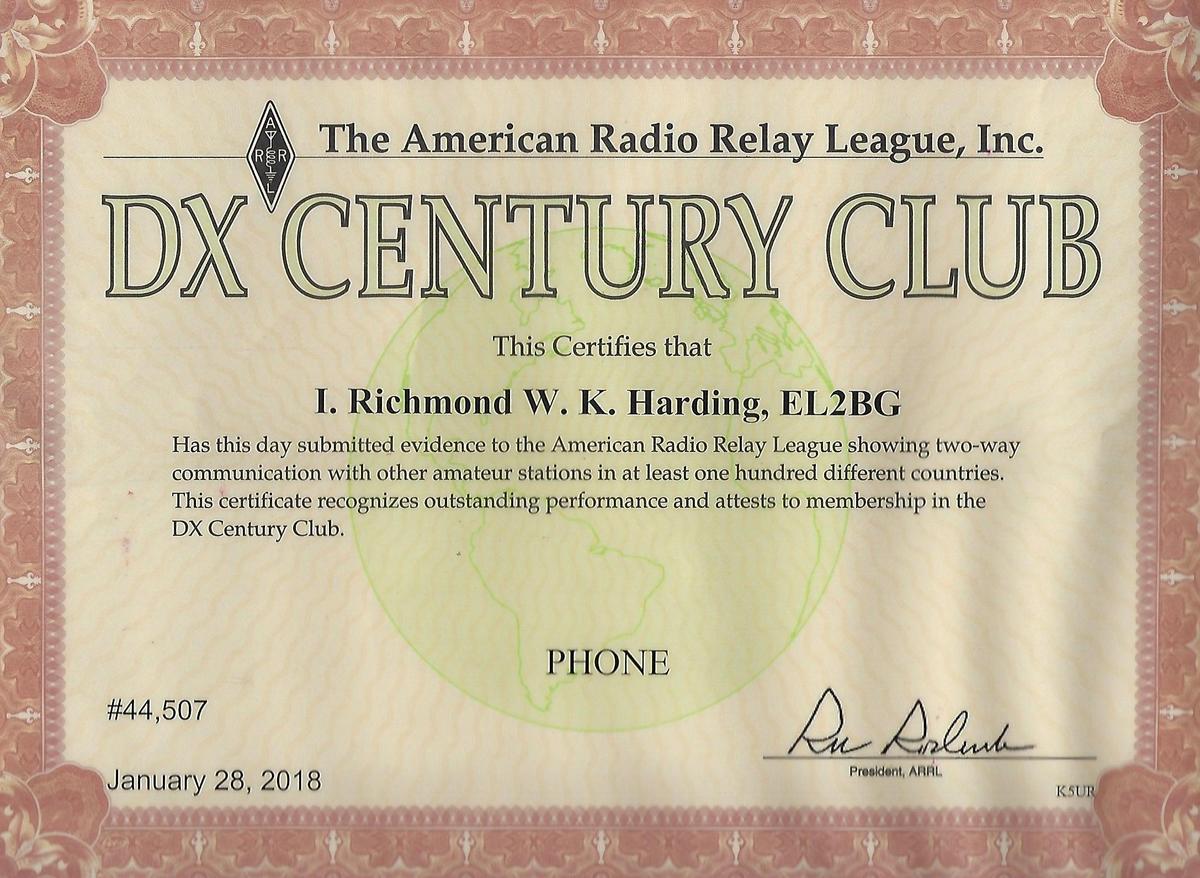 The American Radio Relay League, Inc.
A
R R
L
DX CENTURY CLUB
This Certifies that
I. Richmond W. K. Harding, EL2BG
Has this day submitted evidence to the American Radio Relay League showing two-way
communication with other amateur stations in at least one hundred different countries.
This certificate recognizes outstanding performance and attests to membership in the
DX Century Club.
PHONE
#44,507
January 28, 2018
President, ARRL
K5UR